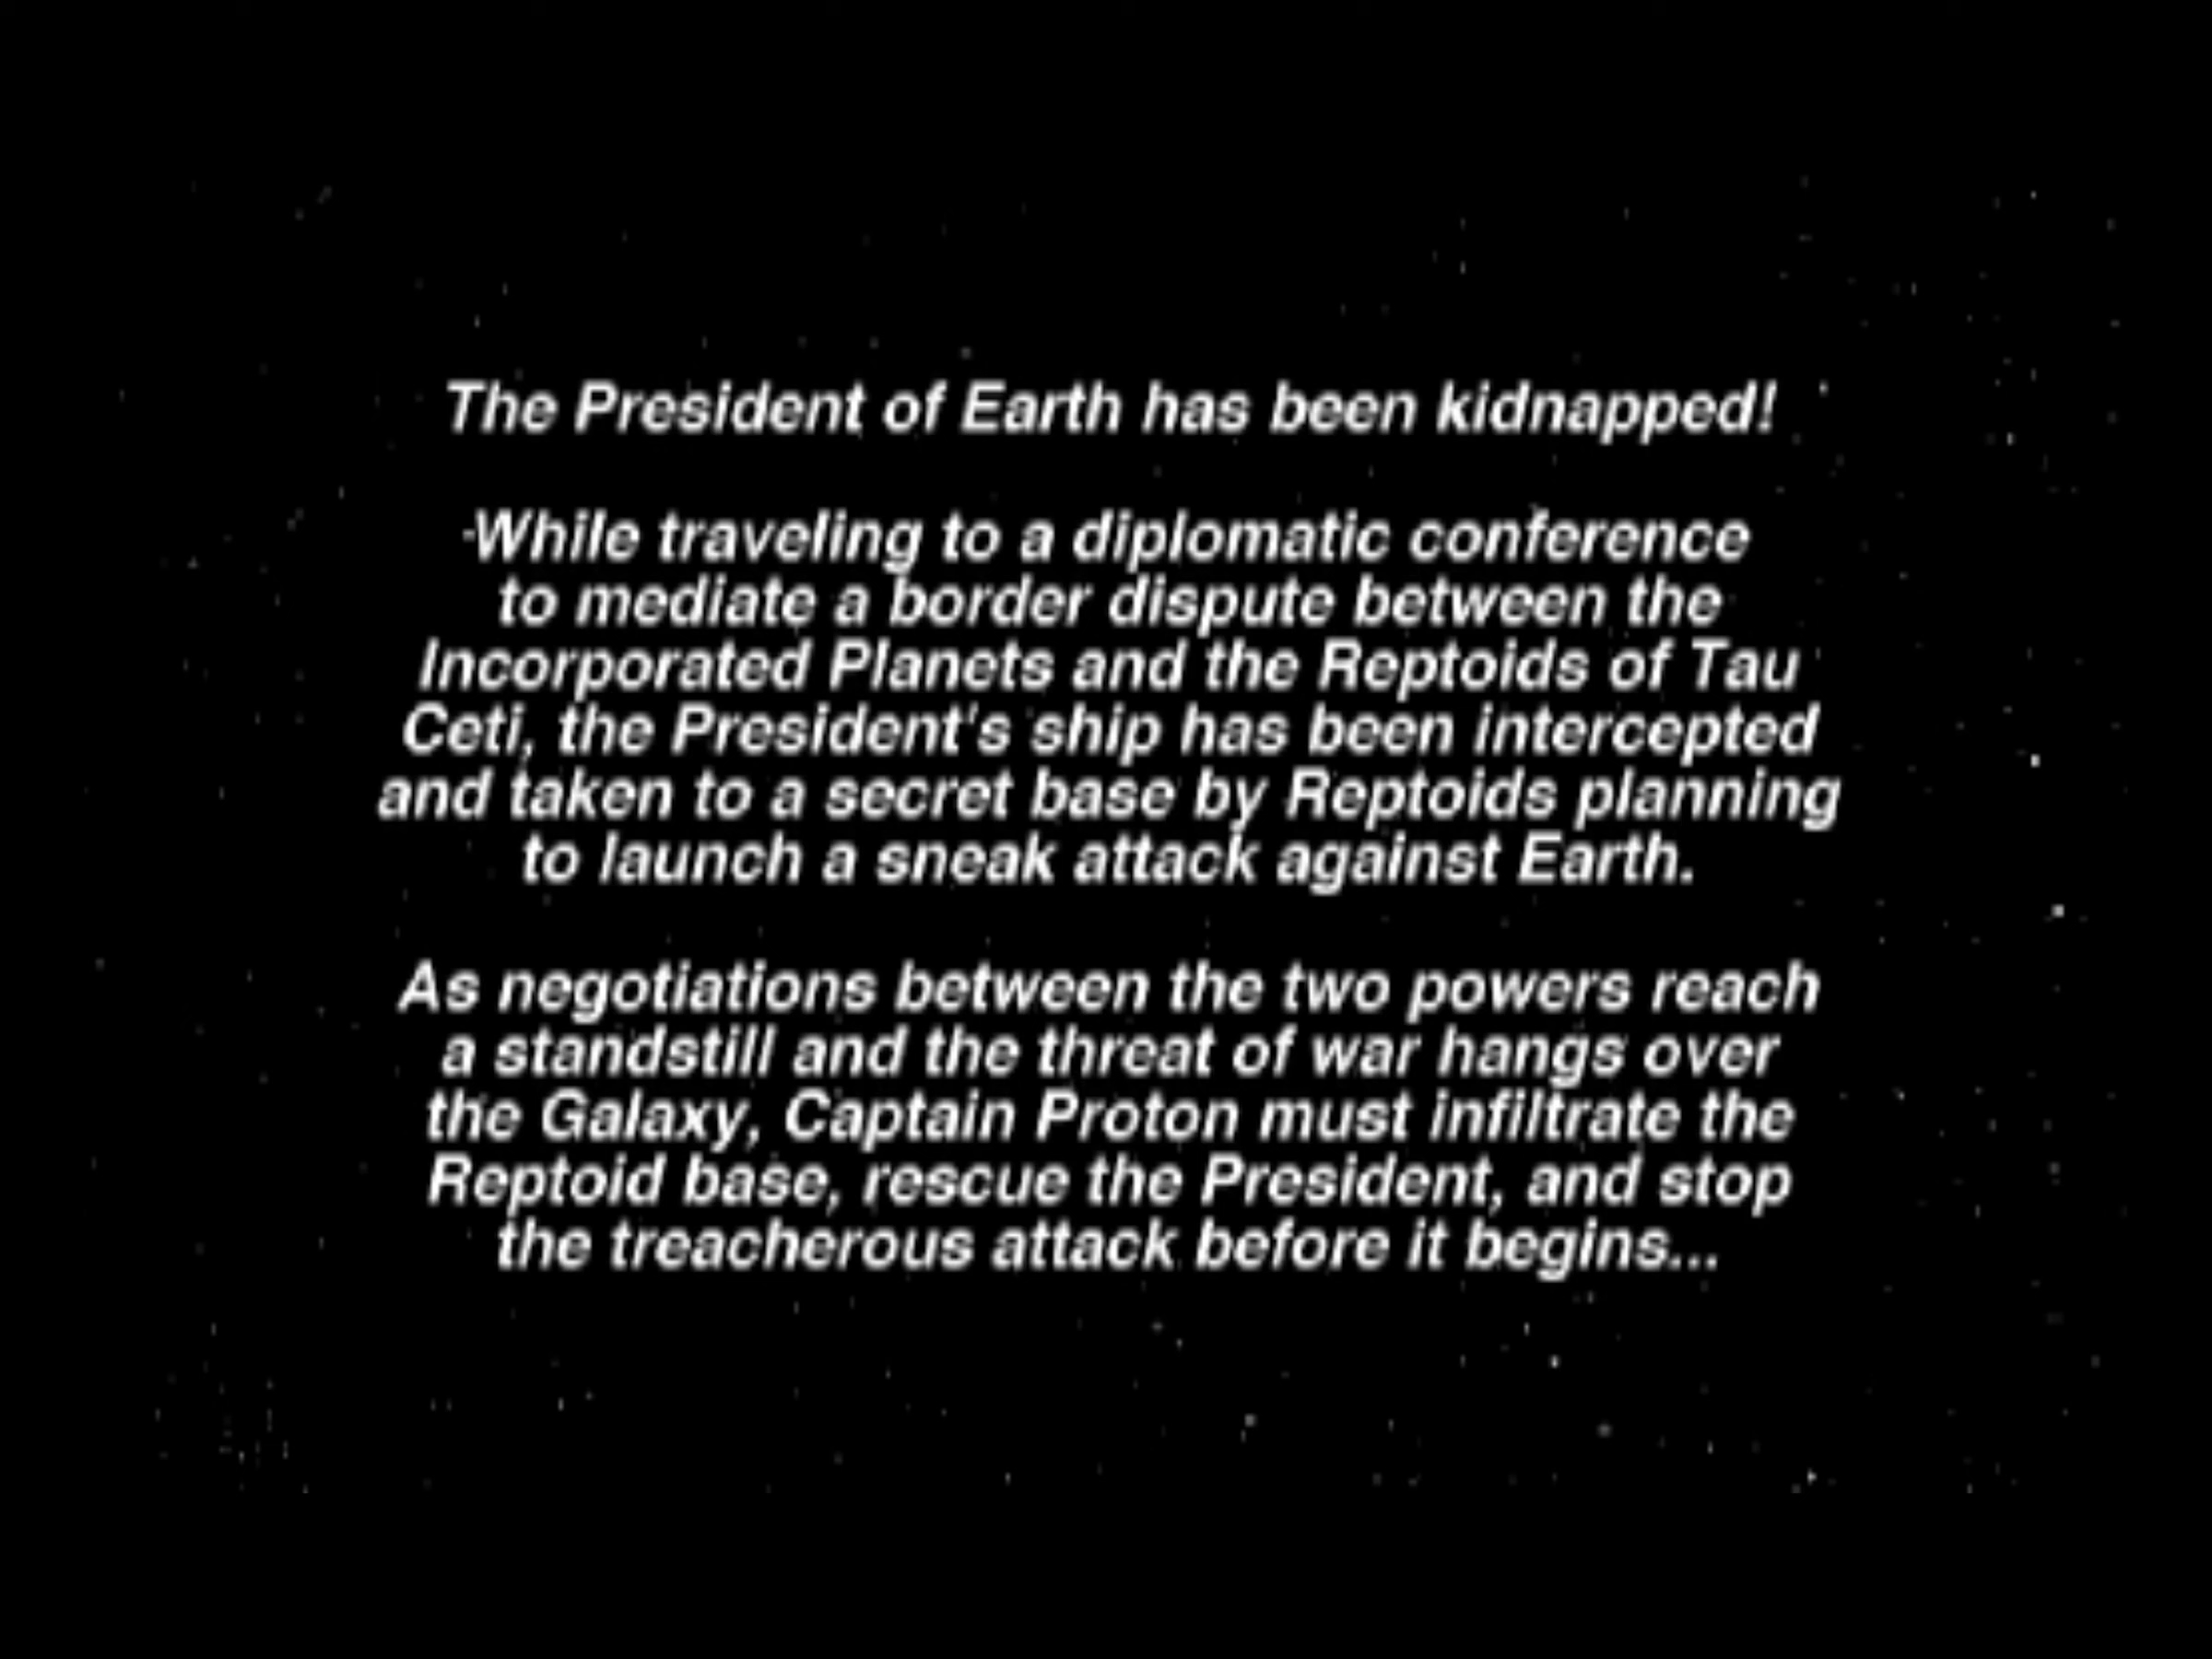 The President of Earth has been kidnapped!
While traveling to a diplomatic conference
to mediate a border dispute between the
Incorporated Planets and the Reptoids of Tau
Ceti, the President's ship has been intercepted
and taken to a secret base by Reptoids planning
to launch a sneak attack against Earth.
As negotiations between the two powers reach
a standstill and the threat of war hangs over
the Galaxy, Captain Proton must infiltrate the
Reptoid base, rescue the President, and stop
the treacherous attack before it begins...